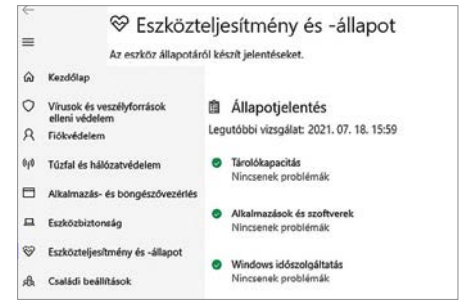 Eszközteljesítmény és -állapot
Az eszköz állapotáról készít jelentéseket.
Kezdőlap
Vírusok és veszélyforrások
elleni védelem
Fiókvédelem
Tűzfal és hálózatvédelem
Alkalmazás- és böngészővezérlés
Eszközbiztonság
Eszközteljesítmény és -állapot
Családi beállítások
Állapotjelentés
Legutóbbi vizsgálat: 2021. 07. 18. 15:59
Tárolókapacitás
Nincsenek problémák
Alkalmazások és szoftverek
Nincsenek problémák
Windows időszolgáltatás
Nincsenek problémák